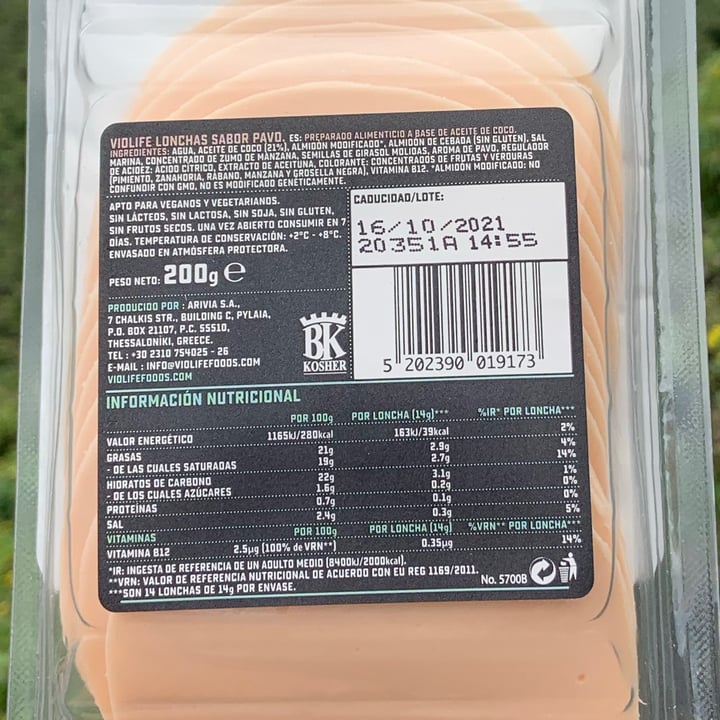 VIOLIFE LONCHAS SABOR PAVO. ES: PREPARADO ALIMENTICIO A BASE DE ACEITE DE COCO.
INGREDIENTES: AGUA, ACEITE DE COCO (21%), ALMIDÓN MODIFICADO*, ALMIDÓN DE CEBADA (SIN GLUTEN), SAL
MARINA, CONCENTRADO DE ZUMO DE MANZANA, SEMILLAS DE GIRASOL MOLIDAS, AROMA DE PAVO, REGULADOR
DE ACIDEZ: ÁCIDO CÍTRICO, EXTRACTO DE ACEITUNA, COLORANTE: CONCENTRADOS DE FRUTAS Y VERDURAS
(PIMIENTO, ZANAHORIA, RÁBANO, MANZANA Y GROSELLA NEGRA), VITAMINA B12. *ALMIDÓN MODIFICADO: NO
CONFUNDIR CON GMO, NO ES MODIFICADO GENÉTICAMENTE.
APTO PARA VEGANOS Y VEGETARIANOS.
SIN LÁCTEOS, SIN LACTOSA, SIN SOJA, SIN GLUTEN,
SIN FRUTOS SECOS. UNA VEZ ABIERTO CONSUMIR EN 7
DÍAS. TEMPERATURA DE CONSERVACIÓN: +2°C - +8°C.
ENVASADO EN ATMÓSFERA PROTECTORA.
PESO NETO: 200g e
CADUCIDAD/LOTE:
16/10/2021
20351A 14:55
PRODUCIDO POR : ARIVIA S.A.,
7 CHALKIS STR., BUILDING C, PYLAIA,
P.O. BOX 21107, P.C. 55510,
THESSALONIKI, GREECE.
TEL : +30 2310 754025 - 26
E-MAIL : INFO@VIOLIFEFOODS.COM
VIOLIFEFOODS.COM
BK
KOSHER
5 202390 019173
INFORMACIÓN NUTRICIONAL
POR 100g POR LONCHA (14g)*** %IR* POR LONCHA***
VALOR ENERGÉTICO 1165kJ/280kcal 163kJ/39kcal 2%
GRASAS 21g 2.9g 4%
- DE LAS CUALES SATURADAS 19g 2.7g 14%
HIDRATOS DE CARBONO 22g 3.1g 1%
- DE LOS CUALES AZÚCARES 1.6g 0.2g 0%
PROTEÍNAS 0.7g 0.1g 0%
SAL 2.4g 0.3g 5%
VITAMINAS POR 100g POR LONCHA (14g) %VRN** POR LONCHA***
VITAMINA B12 2.5µg (100% de VRN**) 0.35µg 14%
*IR: INGESTA DE REFERENCIA DE UN ADULTO MEDIO (8400kJ/2000kcal).
**VRN: VALOR DE REFERENCIA NUTRICIONAL DE ACUERDO CON EU REG 1169/2011.
***SON 14 LONCHAS DE 14g POR ENVASE.
No. 5700B